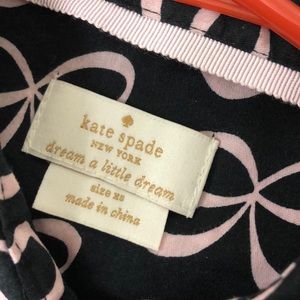 kate spade
NEW YORK
dream a little dream
SIZE XS
made in china